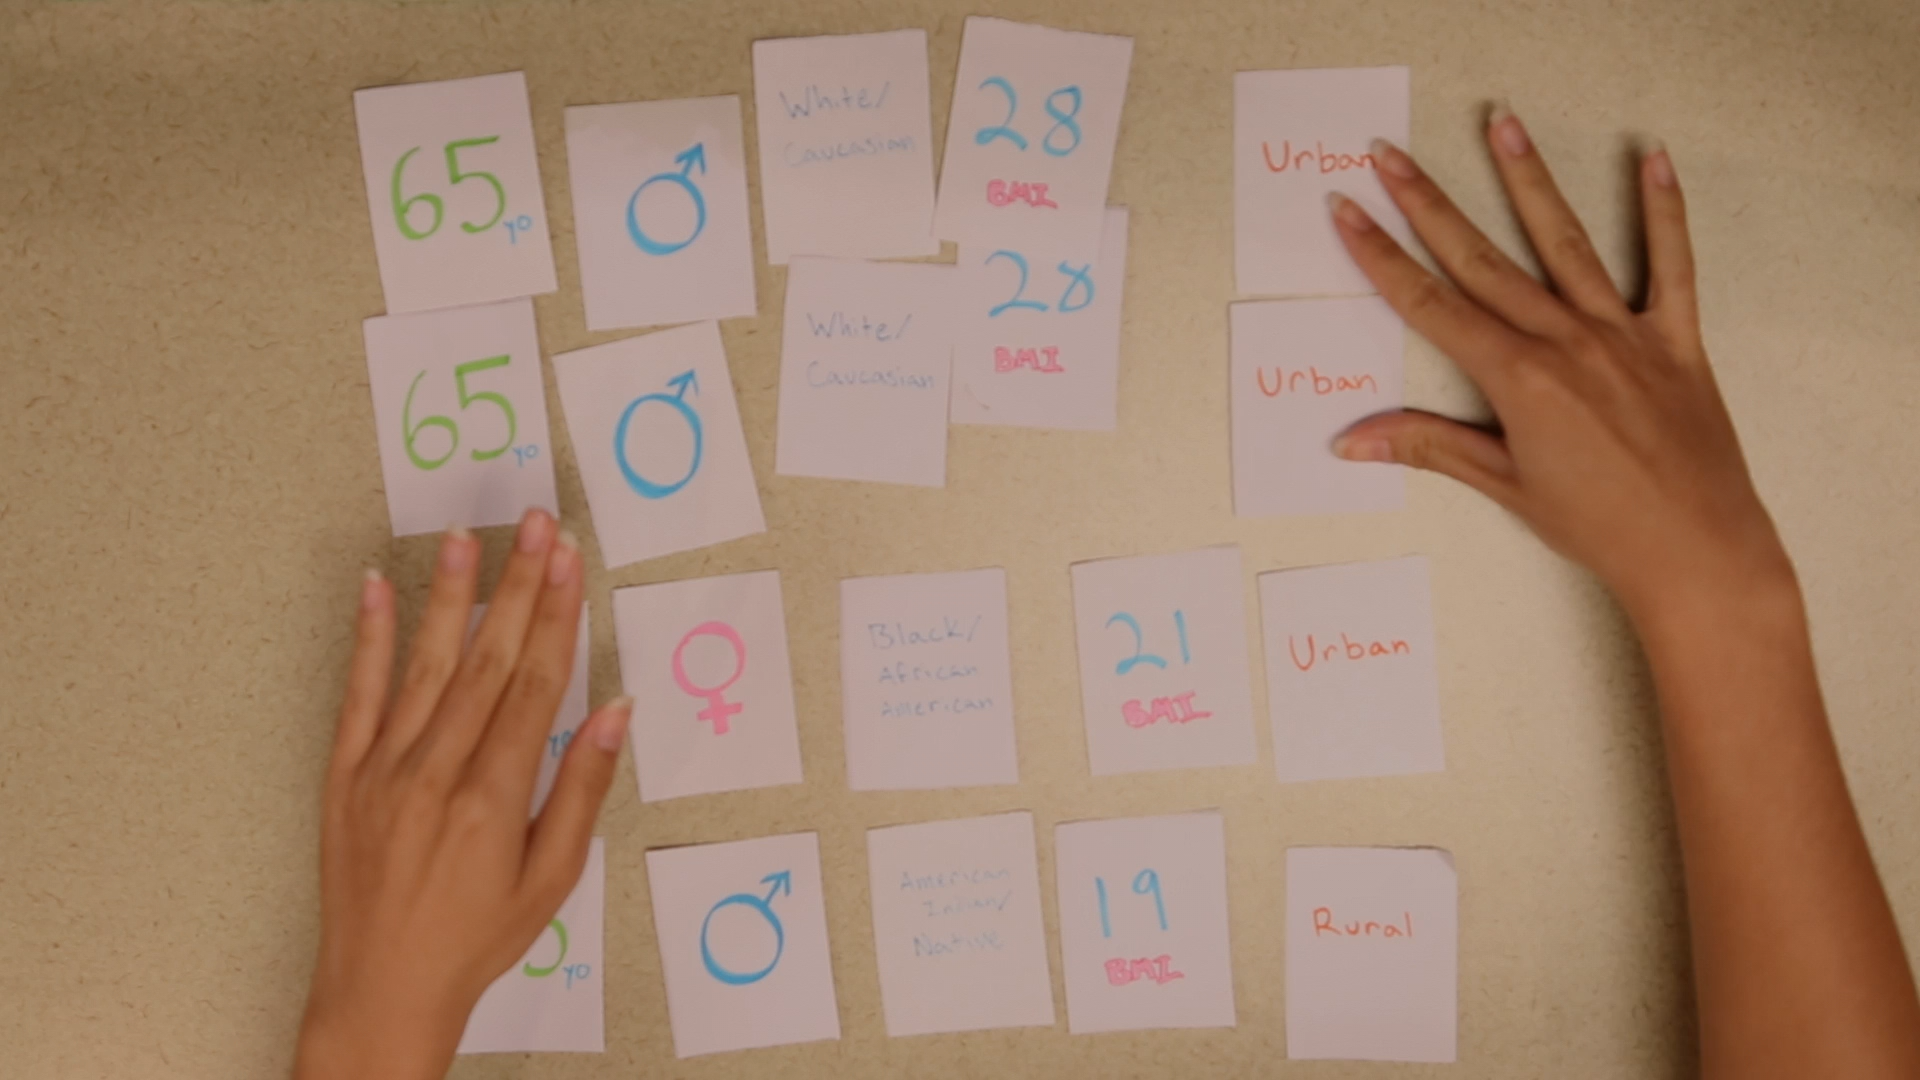 65 yo
White/
Caucasian
28
BMI
Urban
65 yo
White/
Caucasian
28
BMI
Urban
yo
Black/
African
American
21
BMI
Urban
yo
American
Indian/
Native
19
BMI
Rural